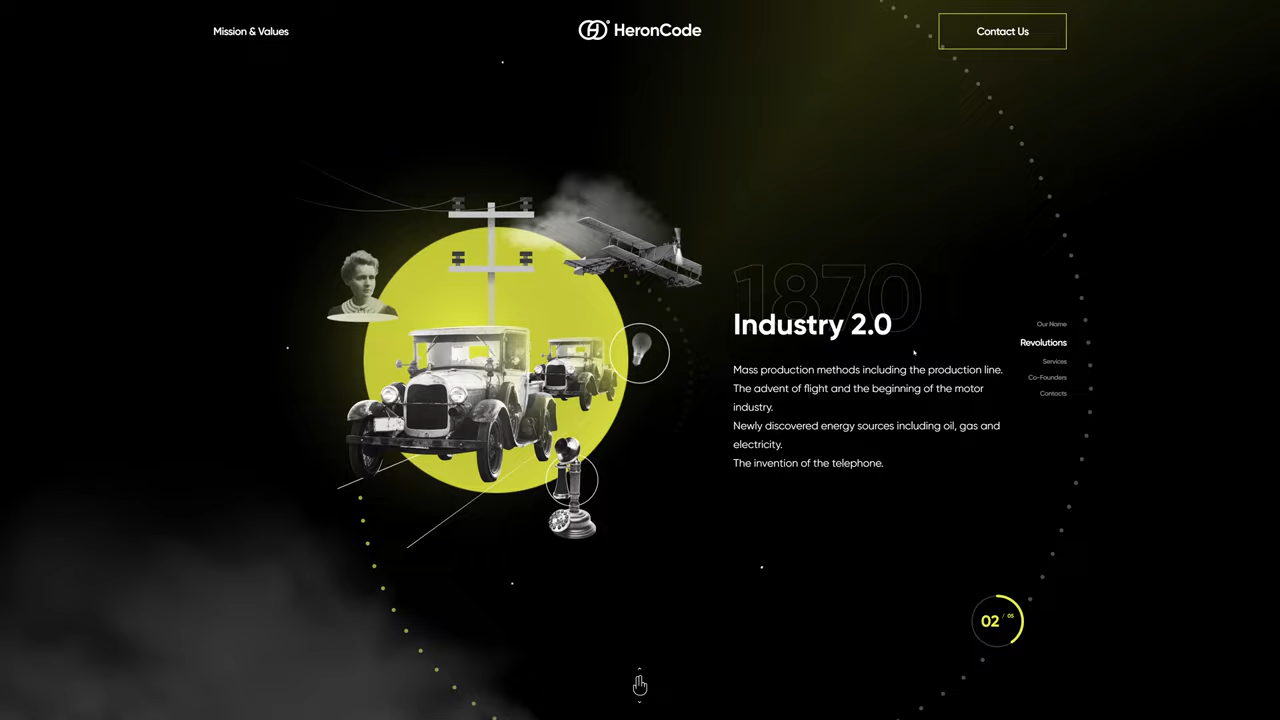 Mission & Values
HeronCode
Contact Us
1870
Industry 2.0
Mass production methods including the production line.
The advent of flight and the beginning of the motor
industry.
Newly discovered energy sources including oil, gas and
electricity.
The invention of the telephone.
Our Name
Revolutions
Services
Co-Founders
Contacts
02 / 05